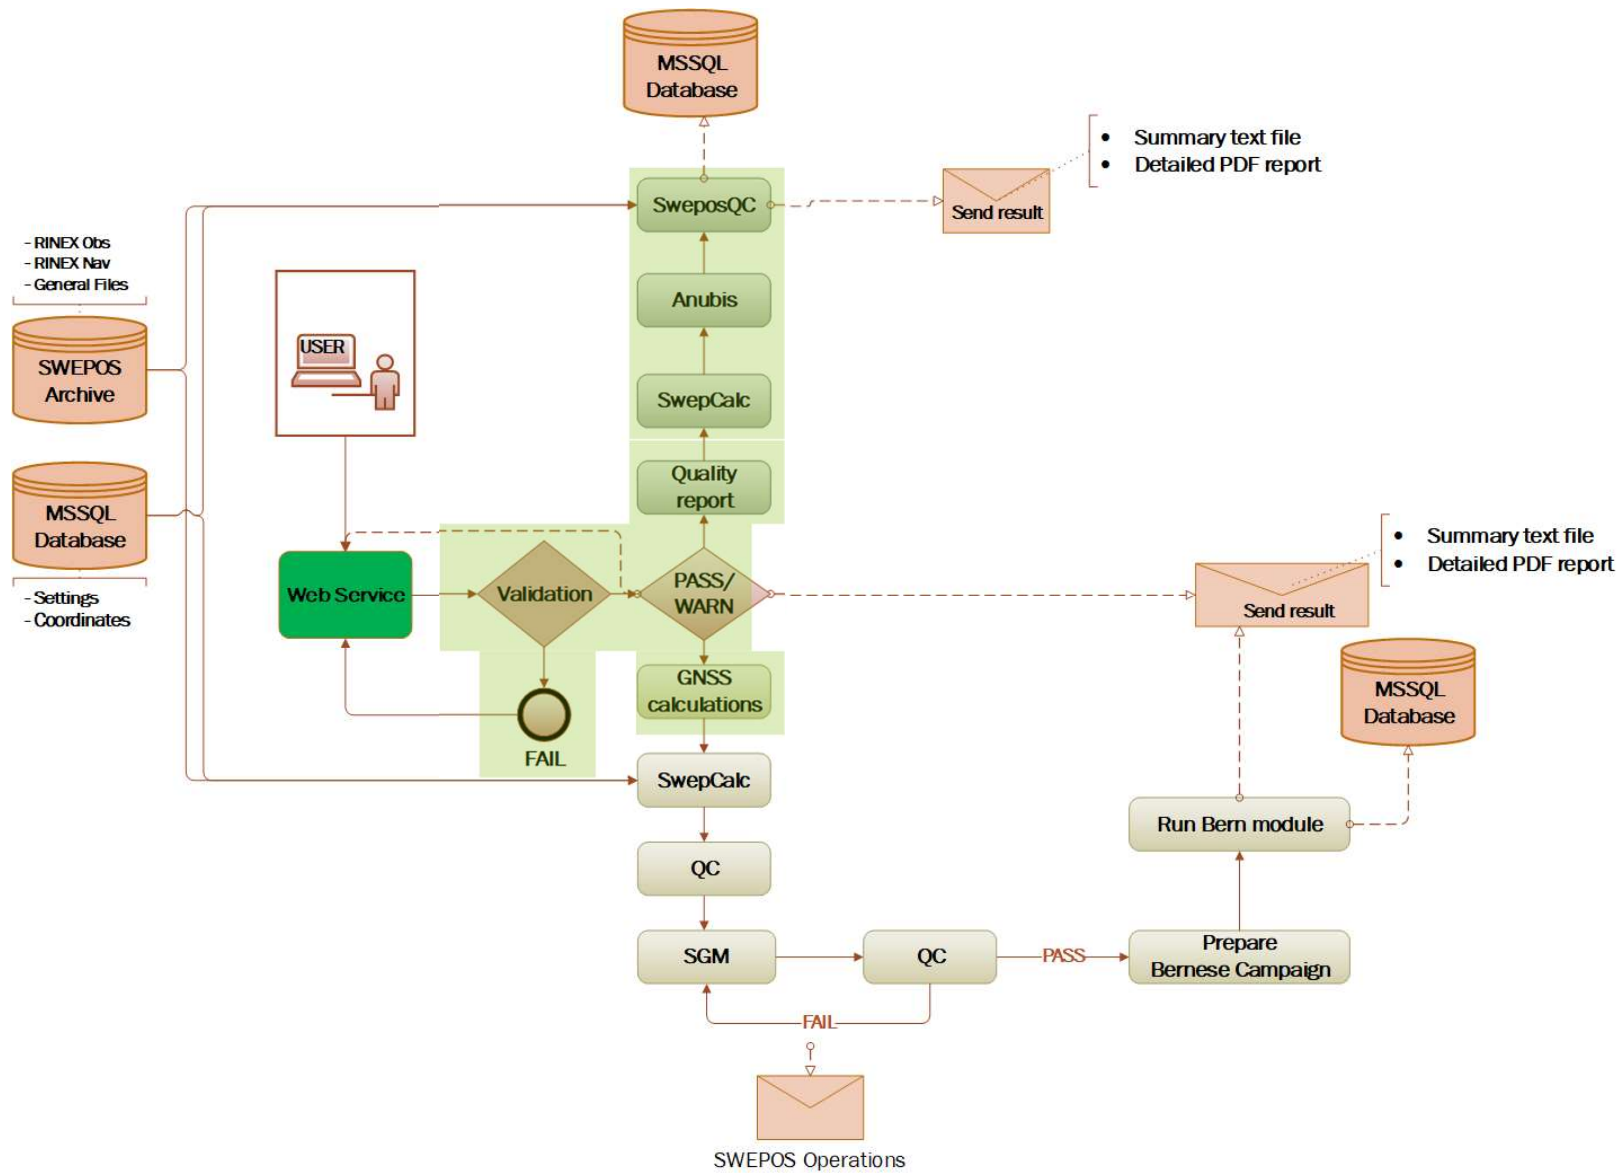 MSSQL
Database
• Summary text file
• Detailed PDF report
SweposQC
Send result
- RINEX Obs
- RINEX Nav
- General Files
Anubis
USER
SWEPOS
Archive
SwepCalc
Quality
report
MSSQL
Database
• Summary text file
• Detailed PDF report
Web Service
Validation
PASS/
WARN
- Settings
- Coordinates
Send result
GNSS
calculations
MSSQL
Database
FAIL
SwepCalc
Run Bern module
QC
SGM
QC
PASS
Prepare
Bernese Campaign
FAIL
SWEPOS Operations